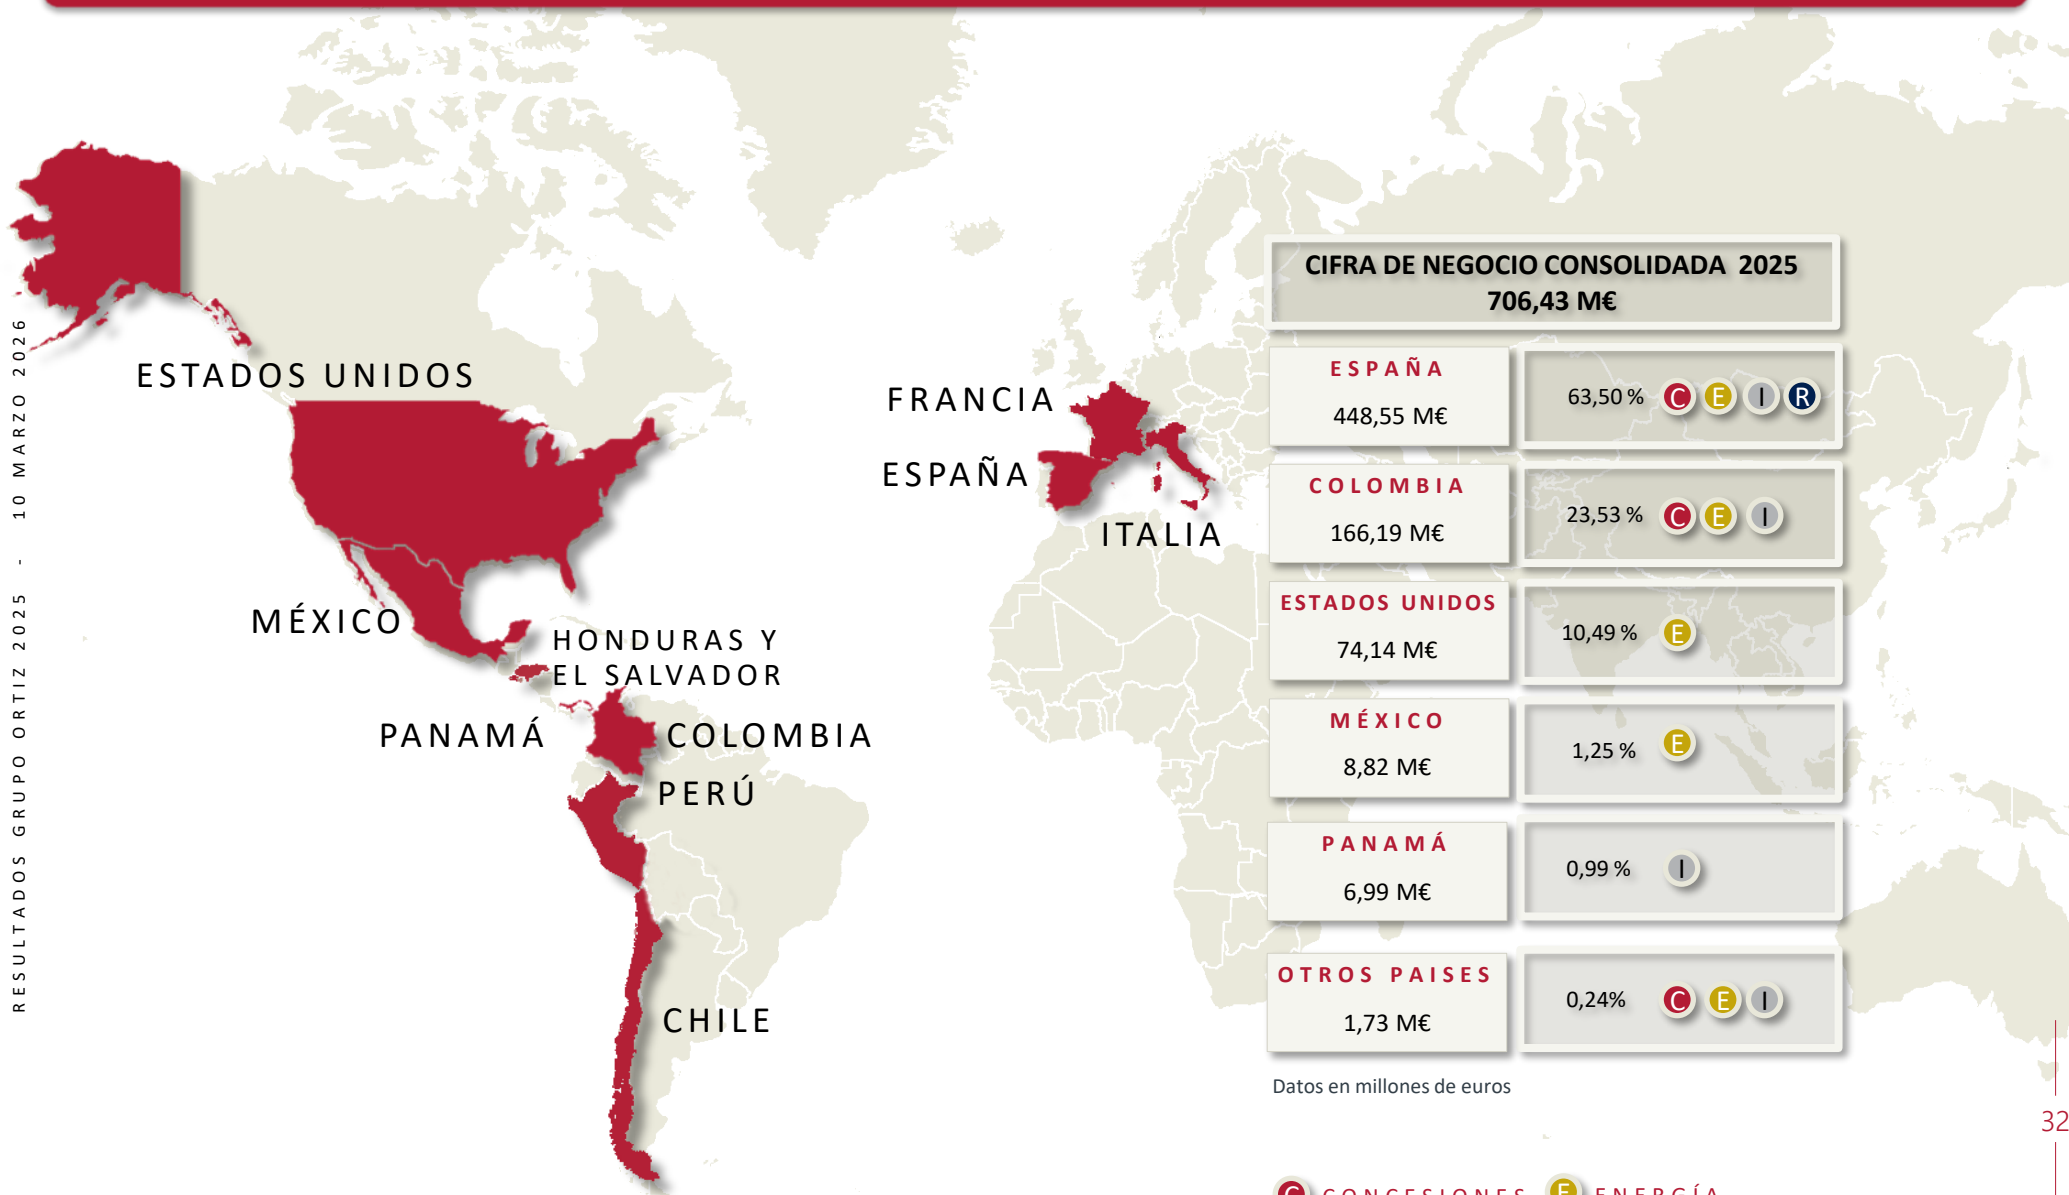 RESULTADOS GRUPO ORTIZ 2025 - 10 MARZO 2026
ESTADOS UNIDOS
MÉXICO
HONDURAS Y
EL SALVADOR
PANAMÁ
COLOMBIA
PERÚ
CHILE
FRANCIA
ESPAÑA
ITALIA
CIFRA DE NEGOCIO CONSOLIDADA 2025
706,43 M€
ESPAÑA
448,55 M€
63,50 % C E I R
COLOMBIA
166,19 M€
23,53 % C E I
ESTADOS UNIDOS
74,14 M€
10,49 % E
MÉXICO
8,82 M€
1,25 % E
PANAMÁ
6,99 M€
0,99 % I
OTROS PAISES
1,73 M€
0,24% C E I
Datos en millones de euros
32
C CONCESIONES E ENERGÍA